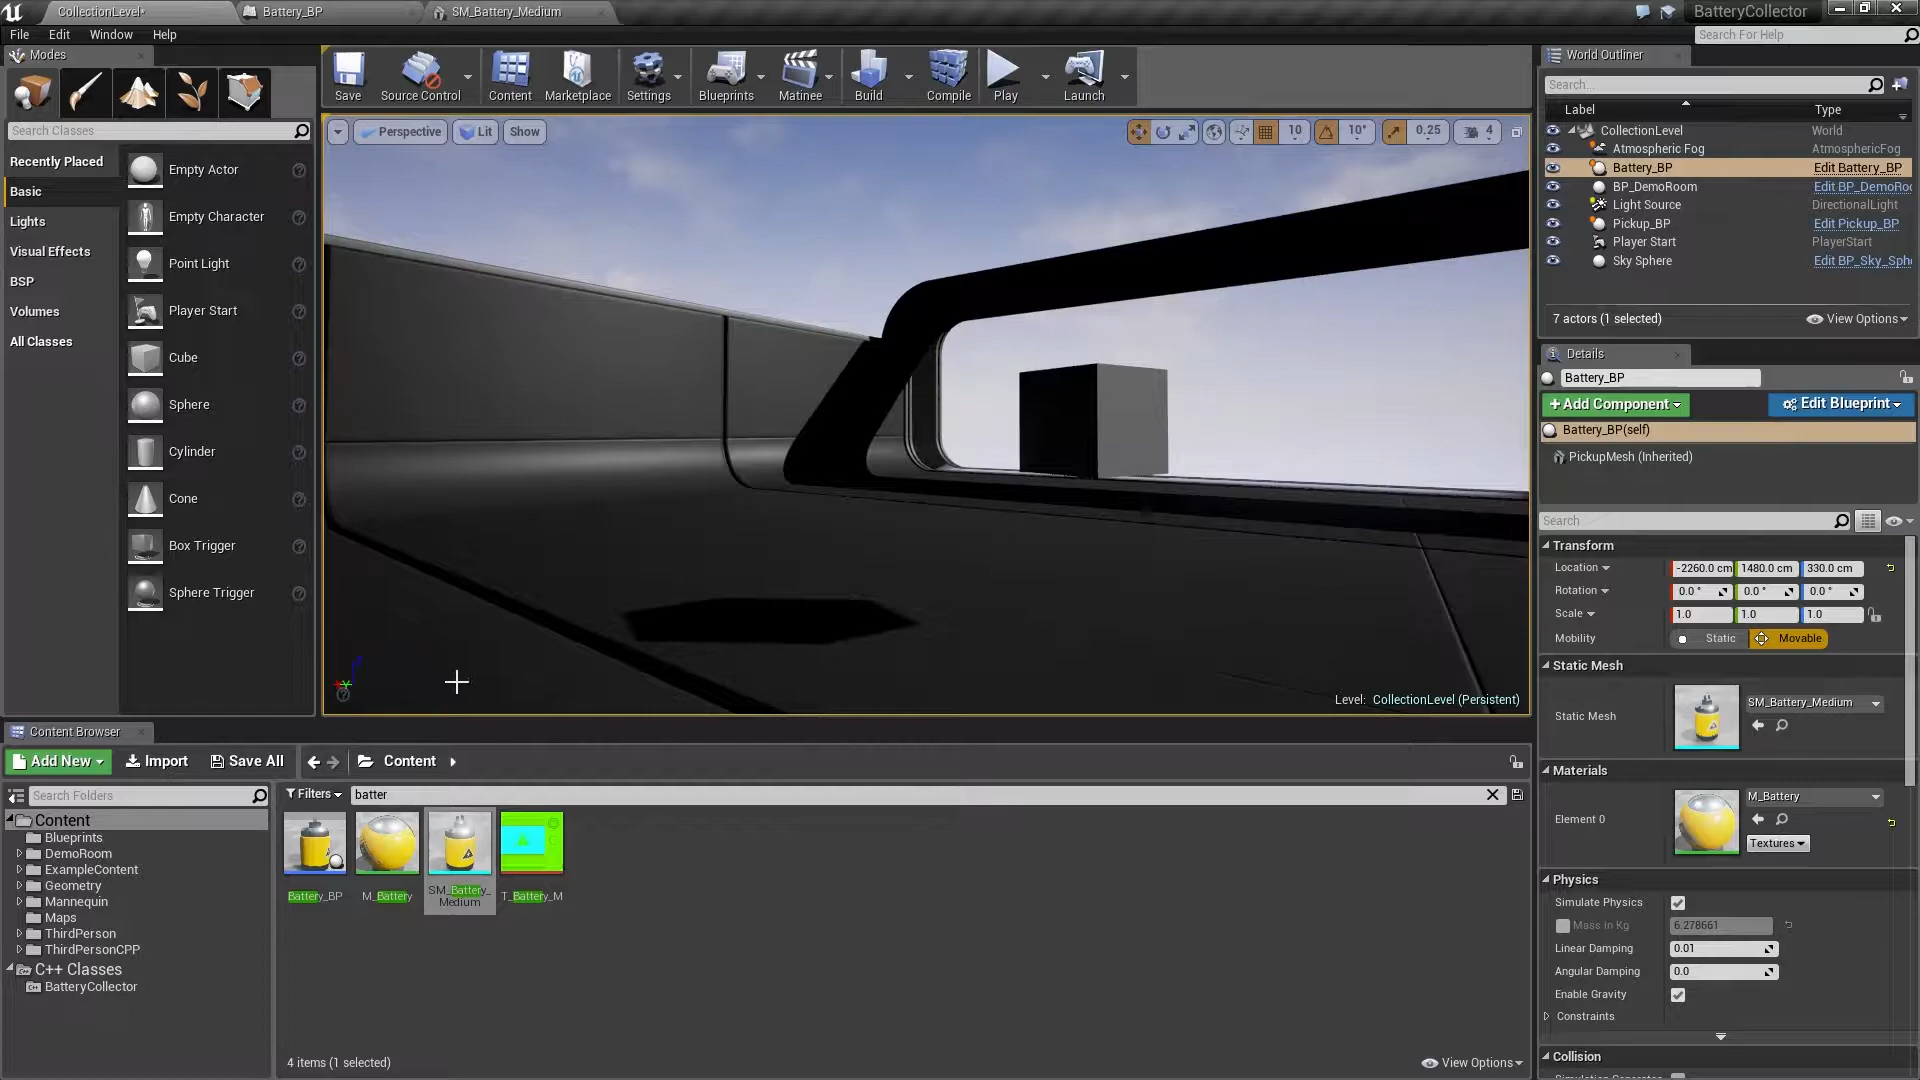 CollectionLevel*
Battery_BP
SM_Battery_Medium
BatteryCollector
File Edit Window Help
Search For Help
Modes
Search Classes
Recently Placed
Basic
Lights
Visual Effects
BSP
Volumes
All Classes
Empty Actor
Empty Character
Point Light
Player Start
Cube
Sphere
Cylinder
Cone
Box Trigger
Sphere Trigger
Save
Source Control
Content
Marketplace
Settings
Blueprints
Matinee
Build
Compile
Play
Launch
Perspective
Lit
Show
10
10°
0.25
4
Level: CollectionLevel (Persistent)
World Outliner
Search...
Label Type
CollectionLevel World
Atmospheric Fog AtmosphericFog
Battery_BP Edit Battery_BP
BP_DemoRoom Edit BP_DemoRoo
Light Source DirectionalLight
Pickup_BP Edit Pickup_BP
Player Start PlayerStart
Sky Sphere Edit BP_Sky_Sph
7 actors (1 selected)
View Options
Details
Battery_BP
+Add Component
Edit Blueprint
Battery_BP(self)
PickupMesh (Inherited)
Search
Transform
Location -2260.0 cm 1480.0 cm 330.0 cm
Rotation 0.0 ° 0.0 ° 0.0 °
Scale 1.0 1.0 1.0
Mobility Static Movable
Static Mesh
Static Mesh
SM_Battery_Medium
Materials
Element 0
M_Battery
Textures
Physics
Simulate Physics
Mass in Kg 6.278661
Linear Damping 0.01
Angular Damping 0.0
Enable Gravity
Constraints
Collision
Content Browser
Add New
Import
Save All
Content
Search Folders
Filters
batter
Content
Blueprints
DemoRoom
ExampleContent
Geometry
Mannequin
Maps
ThirdPerson
ThirdPersonCPP
C++ Classes
BatteryCollector
Battery_BP
M_Battery
SM_Battery_
Medium
T_Battery_M
4 items (1 selected)
View Options